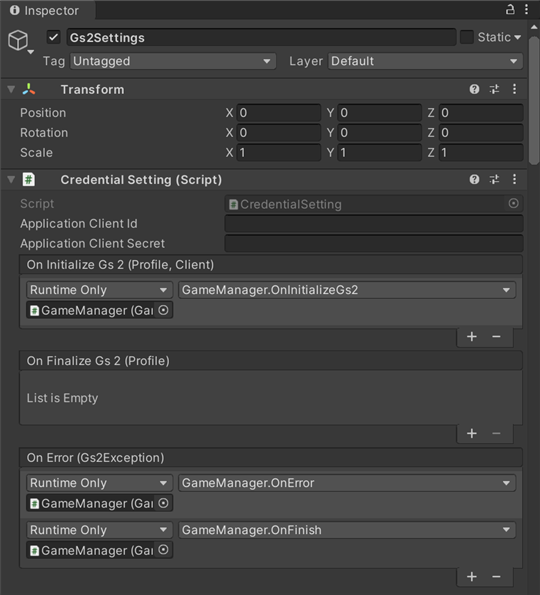 Inspector
Gs2Settings Static
Tag Untagged Layer Default
Transform
Position X 0 Y 0 Z 0
Rotation X 0 Y 0 Z 0
Scale X 1 Y 1 Z 1
Credential Setting (Script)
Script # CredentialSetting
Application Client Id
Application Client Secret
On Initialize Gs 2 (Profile, Client)
Runtime Only GameManager.OnInitializeGs2
GameManager (Gar
+ −
On Finalize Gs 2 (Profile)
List is Empty
+ −
On Error (Gs2Exception)
Runtime Only GameManager.OnError
GameManager (Gar
Runtime Only GameManager.OnFinish
GameManager (Gar
+ −